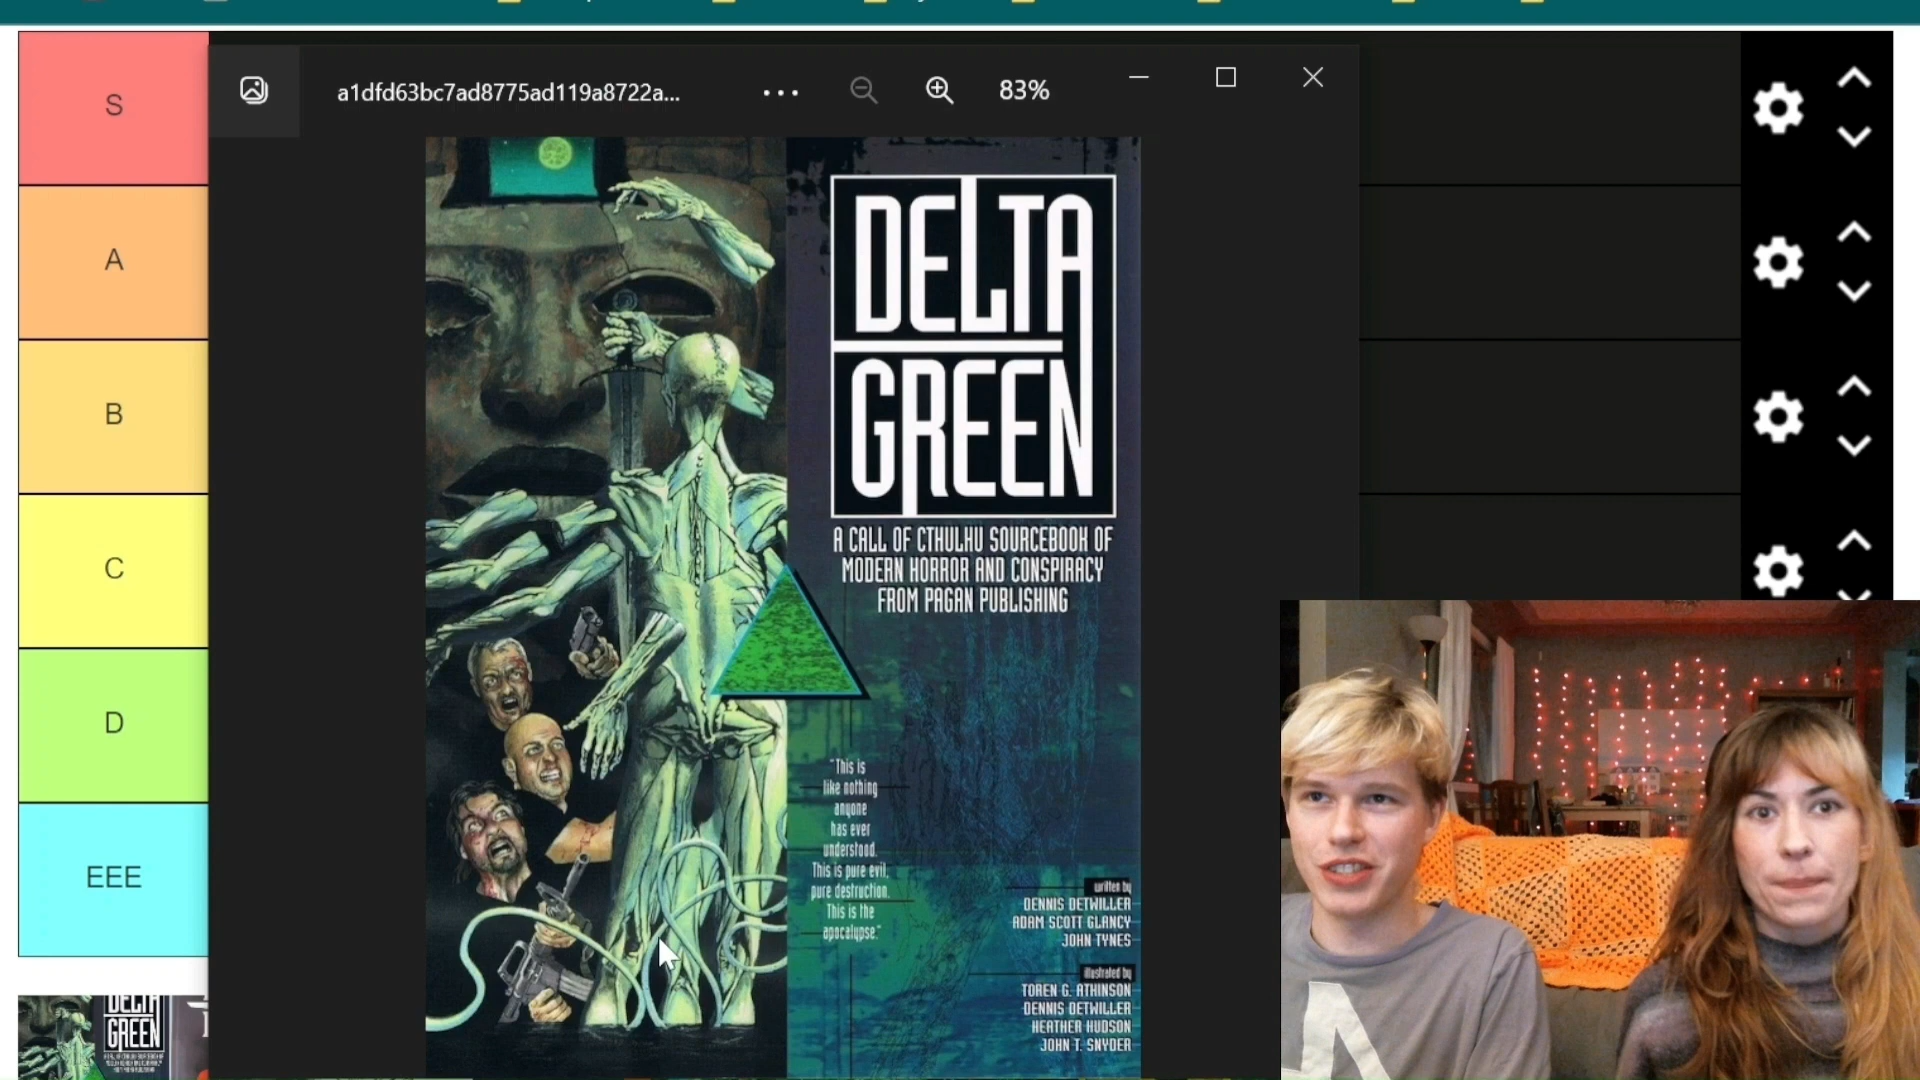 S
A
B
C
D
EEE
a1dfd63bc7ad8775ad119a8722a...
83%
DELTA
GREEN
A CALL OF CTHULHU SOURCEBOOK OF
MODERN HORROR AND CONSPIRACY
FROM PAGAN PUBLISHING
"This is
like nothing
anyone
has ever
understood.
This is pure evil,
pure destruction.
This is the
apocalypse."
written by
DENNIS DETWILLER
ADAM SCOTT GLANCY
JOHN TYNES
illustrated by
TOREN G. ATKINSON
DENNIS DETWILLER
HEATHER HUDSON
JOHN T. SNYDER
DELTA
GREEN